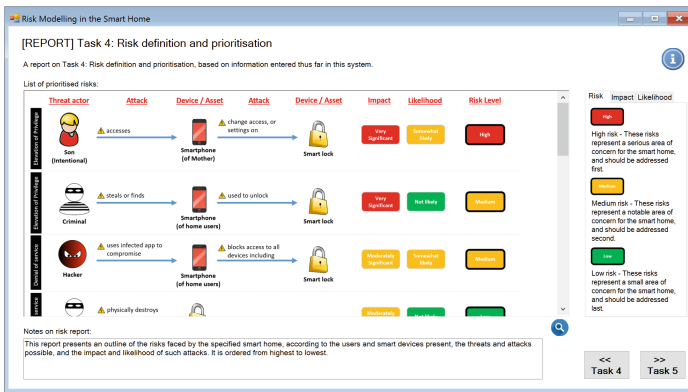 Risk Modelling in the Smart Home
[REPORT] Task 4: Risk definition and prioritisation
A report on Task 4: Risk definition and prioritisation, based on information entered thus far in this system.
List of prioritised risks:
Threat actor Attack Device / Asset Attack Device / Asset Impact Likelihood Risk Level
Elevation of Privilege
Son
(Intentional)
accesses
Smartphone
(of Mother)
change access, or
settings on
Smart lock
Very
Significant
Somewhat
likely
High
Elevation of Privilege
Criminal
steals or finds
Smartphone
(of home users)
used to unlock
Smart lock
Very
Significant
Not likely
Medium
Denial of service
Hacker
uses infected app to
compromise
Smartphone
(of home users)
blocks access to all
devices including
Smart lock
Moderately
Significant
Somewhat
likely
Medium
service
physically destroys
Moderately
Risk Impact Likelihood
High
High risk - These risks
represent a serious area of
concern for the smart home,
and should be addressed
first.
Medium
Medium risk - These risks
represent a notable area of
concern for the smart home,
and should be addressed
second.
Low
Low risk - These risks
represent a small area of
concern for the smart home,
and should be addressed
last.
Notes on risk report:
This report presents an outline of the risks faced by the specified smart home, according to the users and smart devices present, the threats and attacks
possible, and the impact and likelihood of such attacks. It is ordered from highest to lowest.
<<
Task 4
>>
Task 5